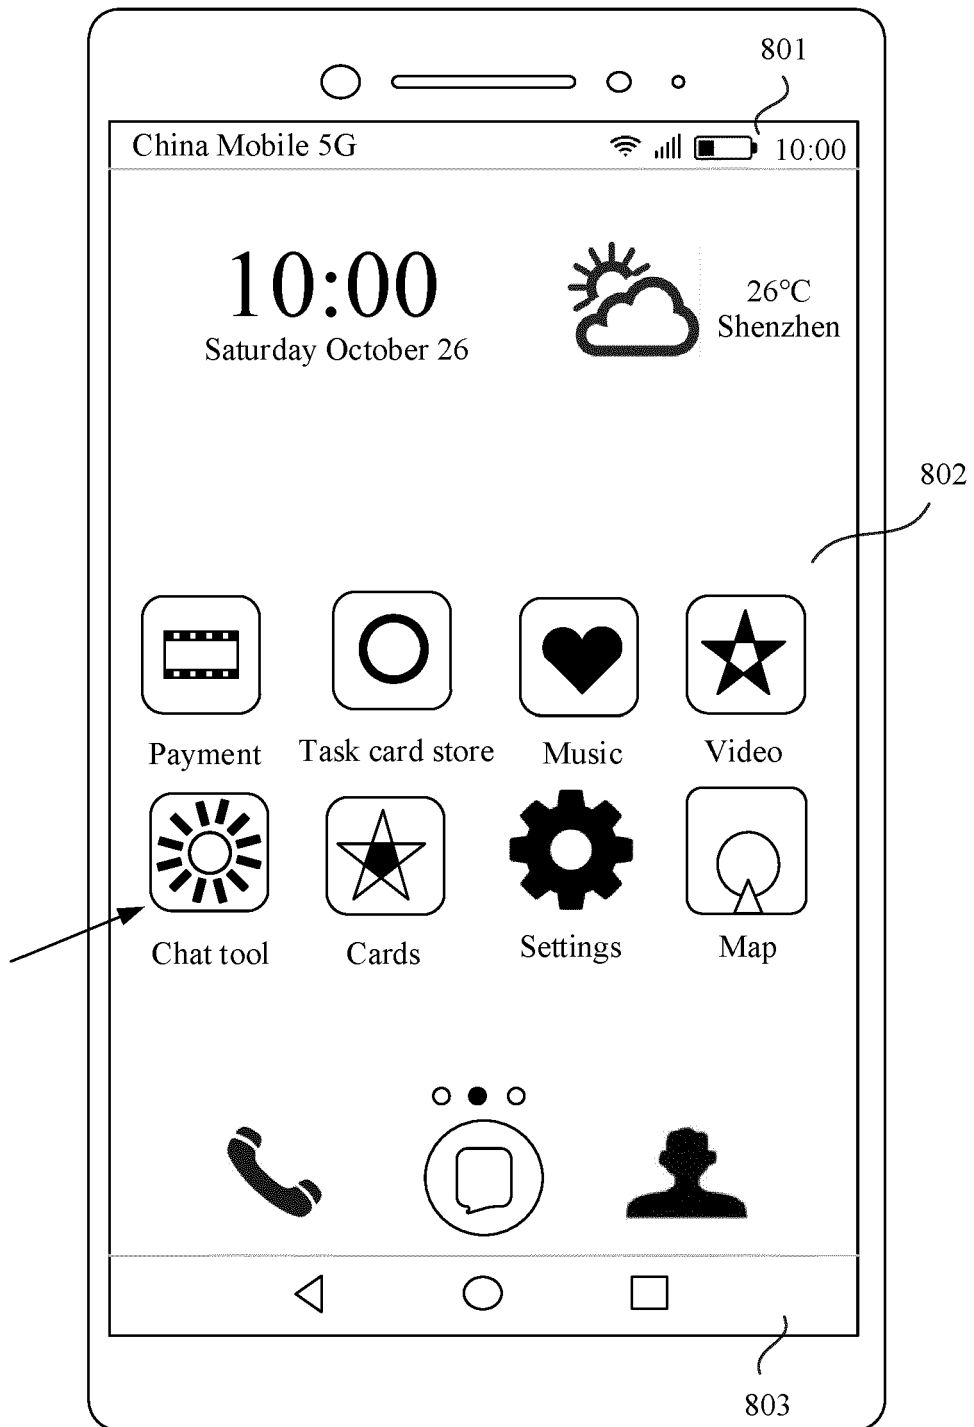 801
China Mobile 5G 10:00
10:00
Saturday October 26
26°C
Shenzhen
802
Payment Task card store Music Video
Chat tool Cards Settings Map
803